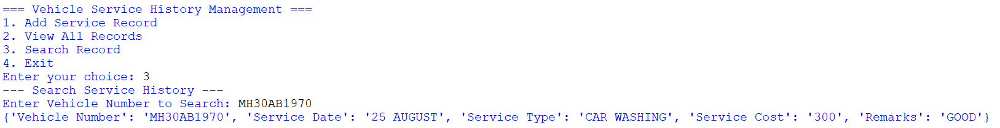 === Vehicle Service History Management ===
1. Add Service Record
2. View All Records
3. Search Record
4. Exit
Enter your choice: 3
--- Search Service History ---
Enter Vehicle Number to Search: MH30AB1970
{'Vehicle Number': 'MH30AB1970', 'Service Date': '25 AUGUST', 'Service Type': 'CAR WASHING', 'Service Cost': '300', 'Remarks': 'GOOD'}